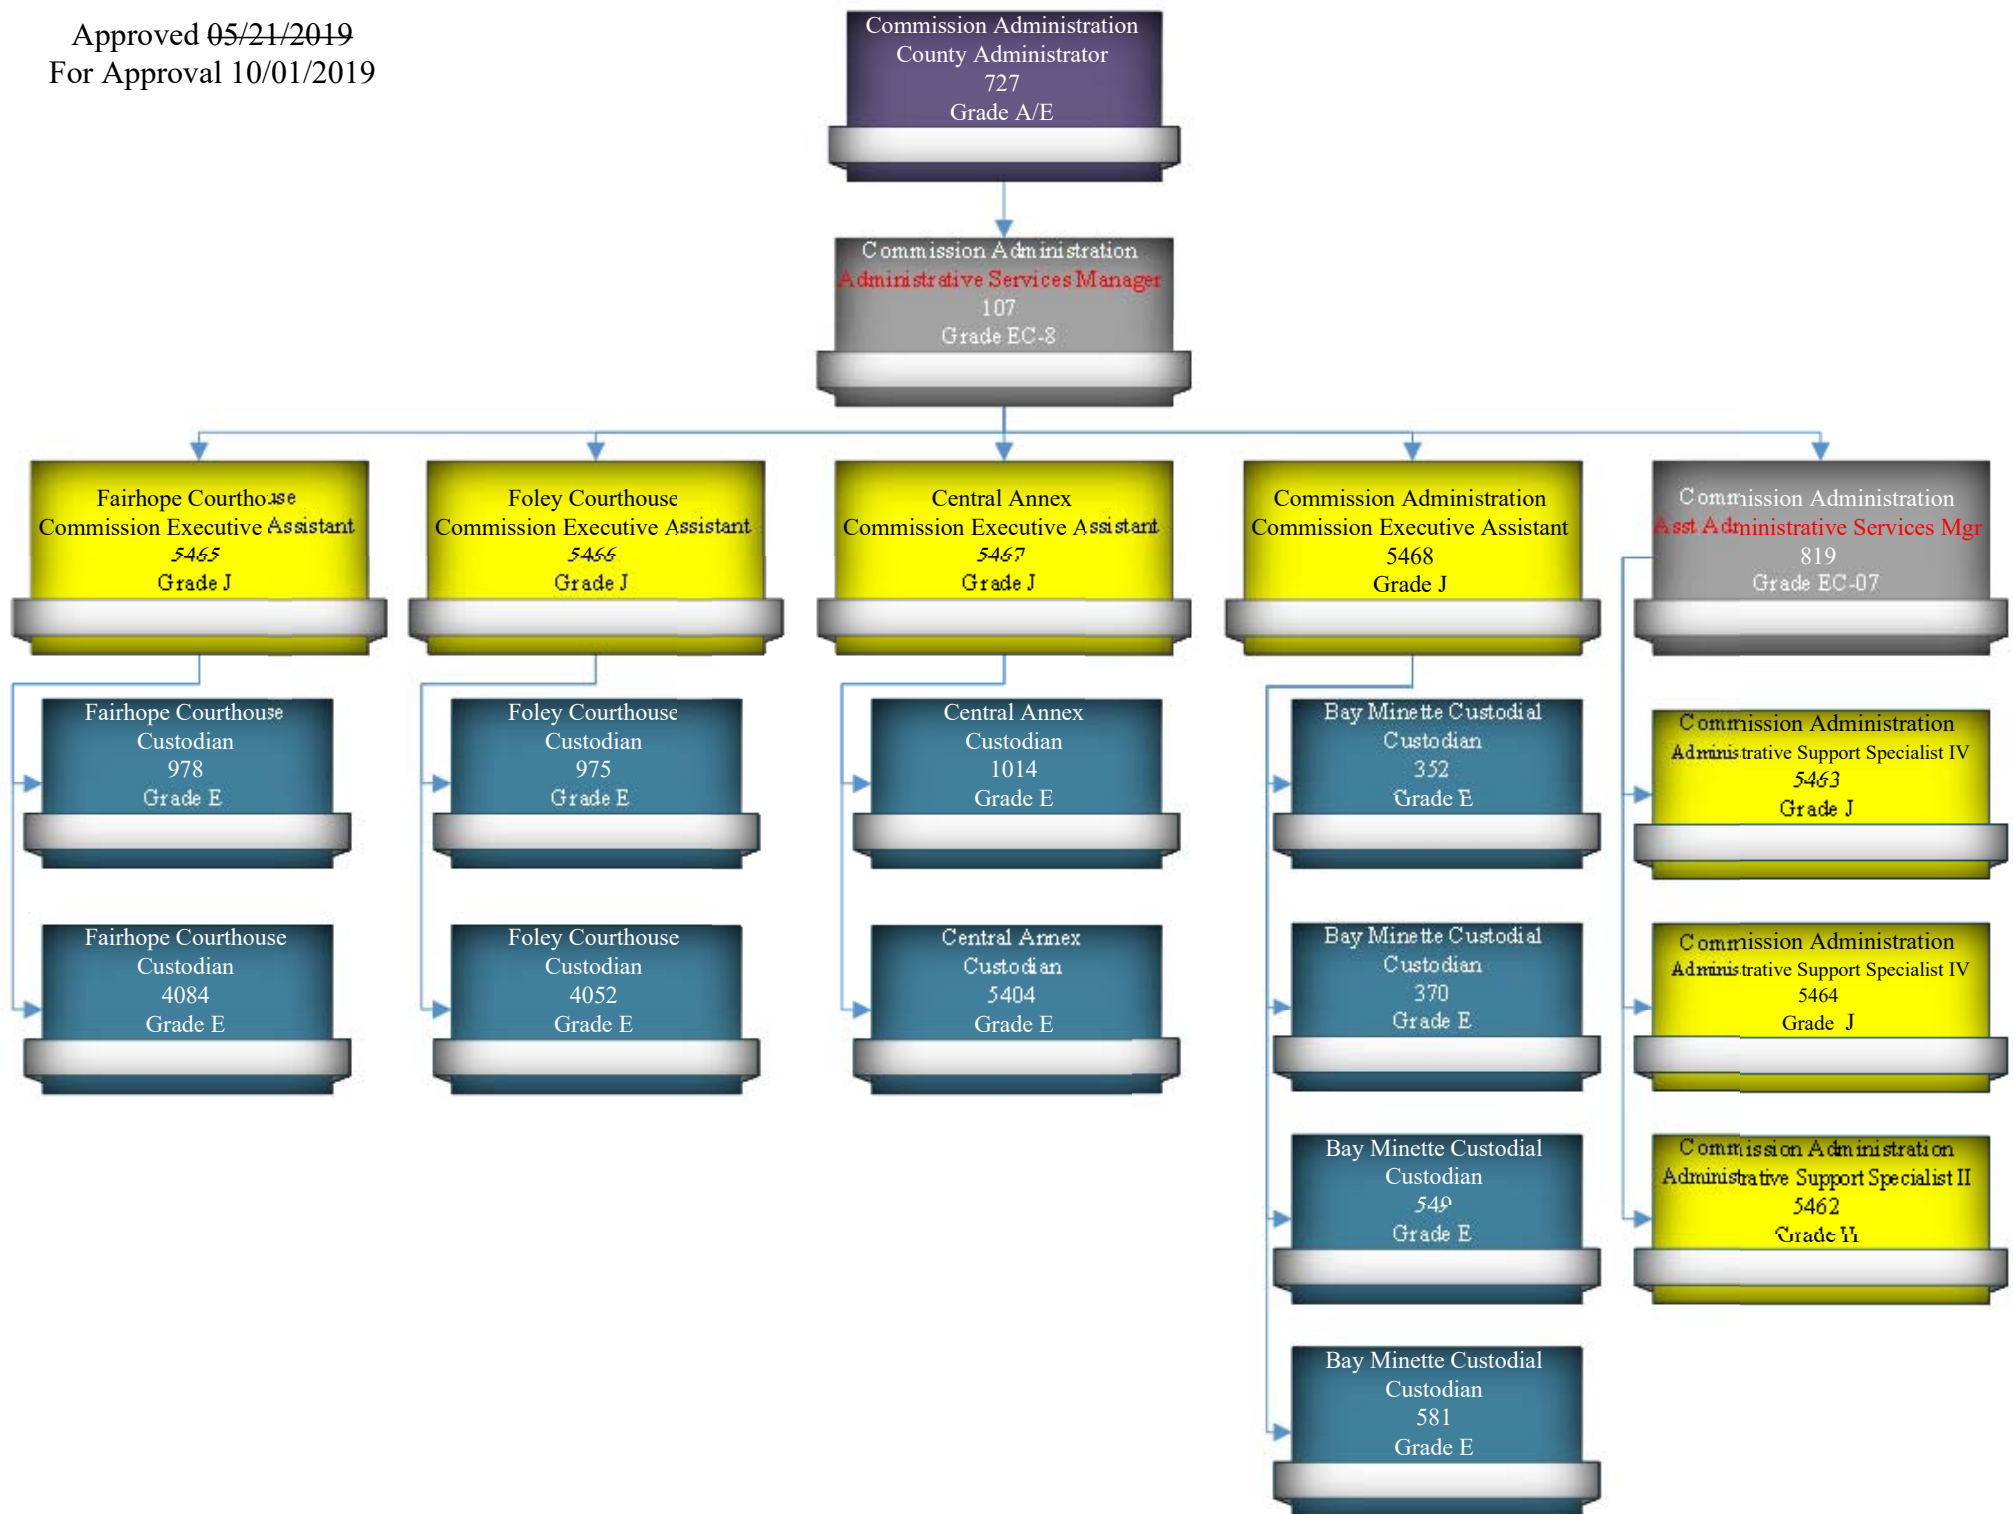 Approved 05/21/2019
For Approval 10/01/2019
Commission Administration
County Administrator
727
Grade A/E
Commission Administration
Administrative Services Manager
107
Grade EC-8
Fairhope Courthouse
Commission Executive Assistant
5465
Grade J
Foley Courthouse
Commission Executive Assistant
5466
Grade J
Central Annex
Commission Executive Assistant
5467
Grade J
Commission Administration
Commission Executive Assistant
5468
Grade J
Commission Administration
Asst Administrative Services Mgr
819
Grade EC-07
Fairhope Courthouse
Custodian
978
Grade E
Foley Courthouse
Custodian
975
Grade E
Central Annex
Custodian
1014
Grade E
Bay Minette Custodial
Custodian
352
Grade E
Commission Administration
Administrative Support Specialist IV
5463
Grade J
Fairhope Courthouse
Custodian
4084
Grade E
Foley Courthouse
Custodian
4052
Grade E
Central Annex
Custodian
5404
Grade E
Bay Minette Custodial
Custodian
370
Grade E
Commission Administration
Administrative Support Specialist IV
5464
Grade J
Bay Minette Custodial
Custodian
549
Grade E
Commission Administration
Administrative Support Specialist II
5462
Grade H
Bay Minette Custodial
Custodian
581
Grade E